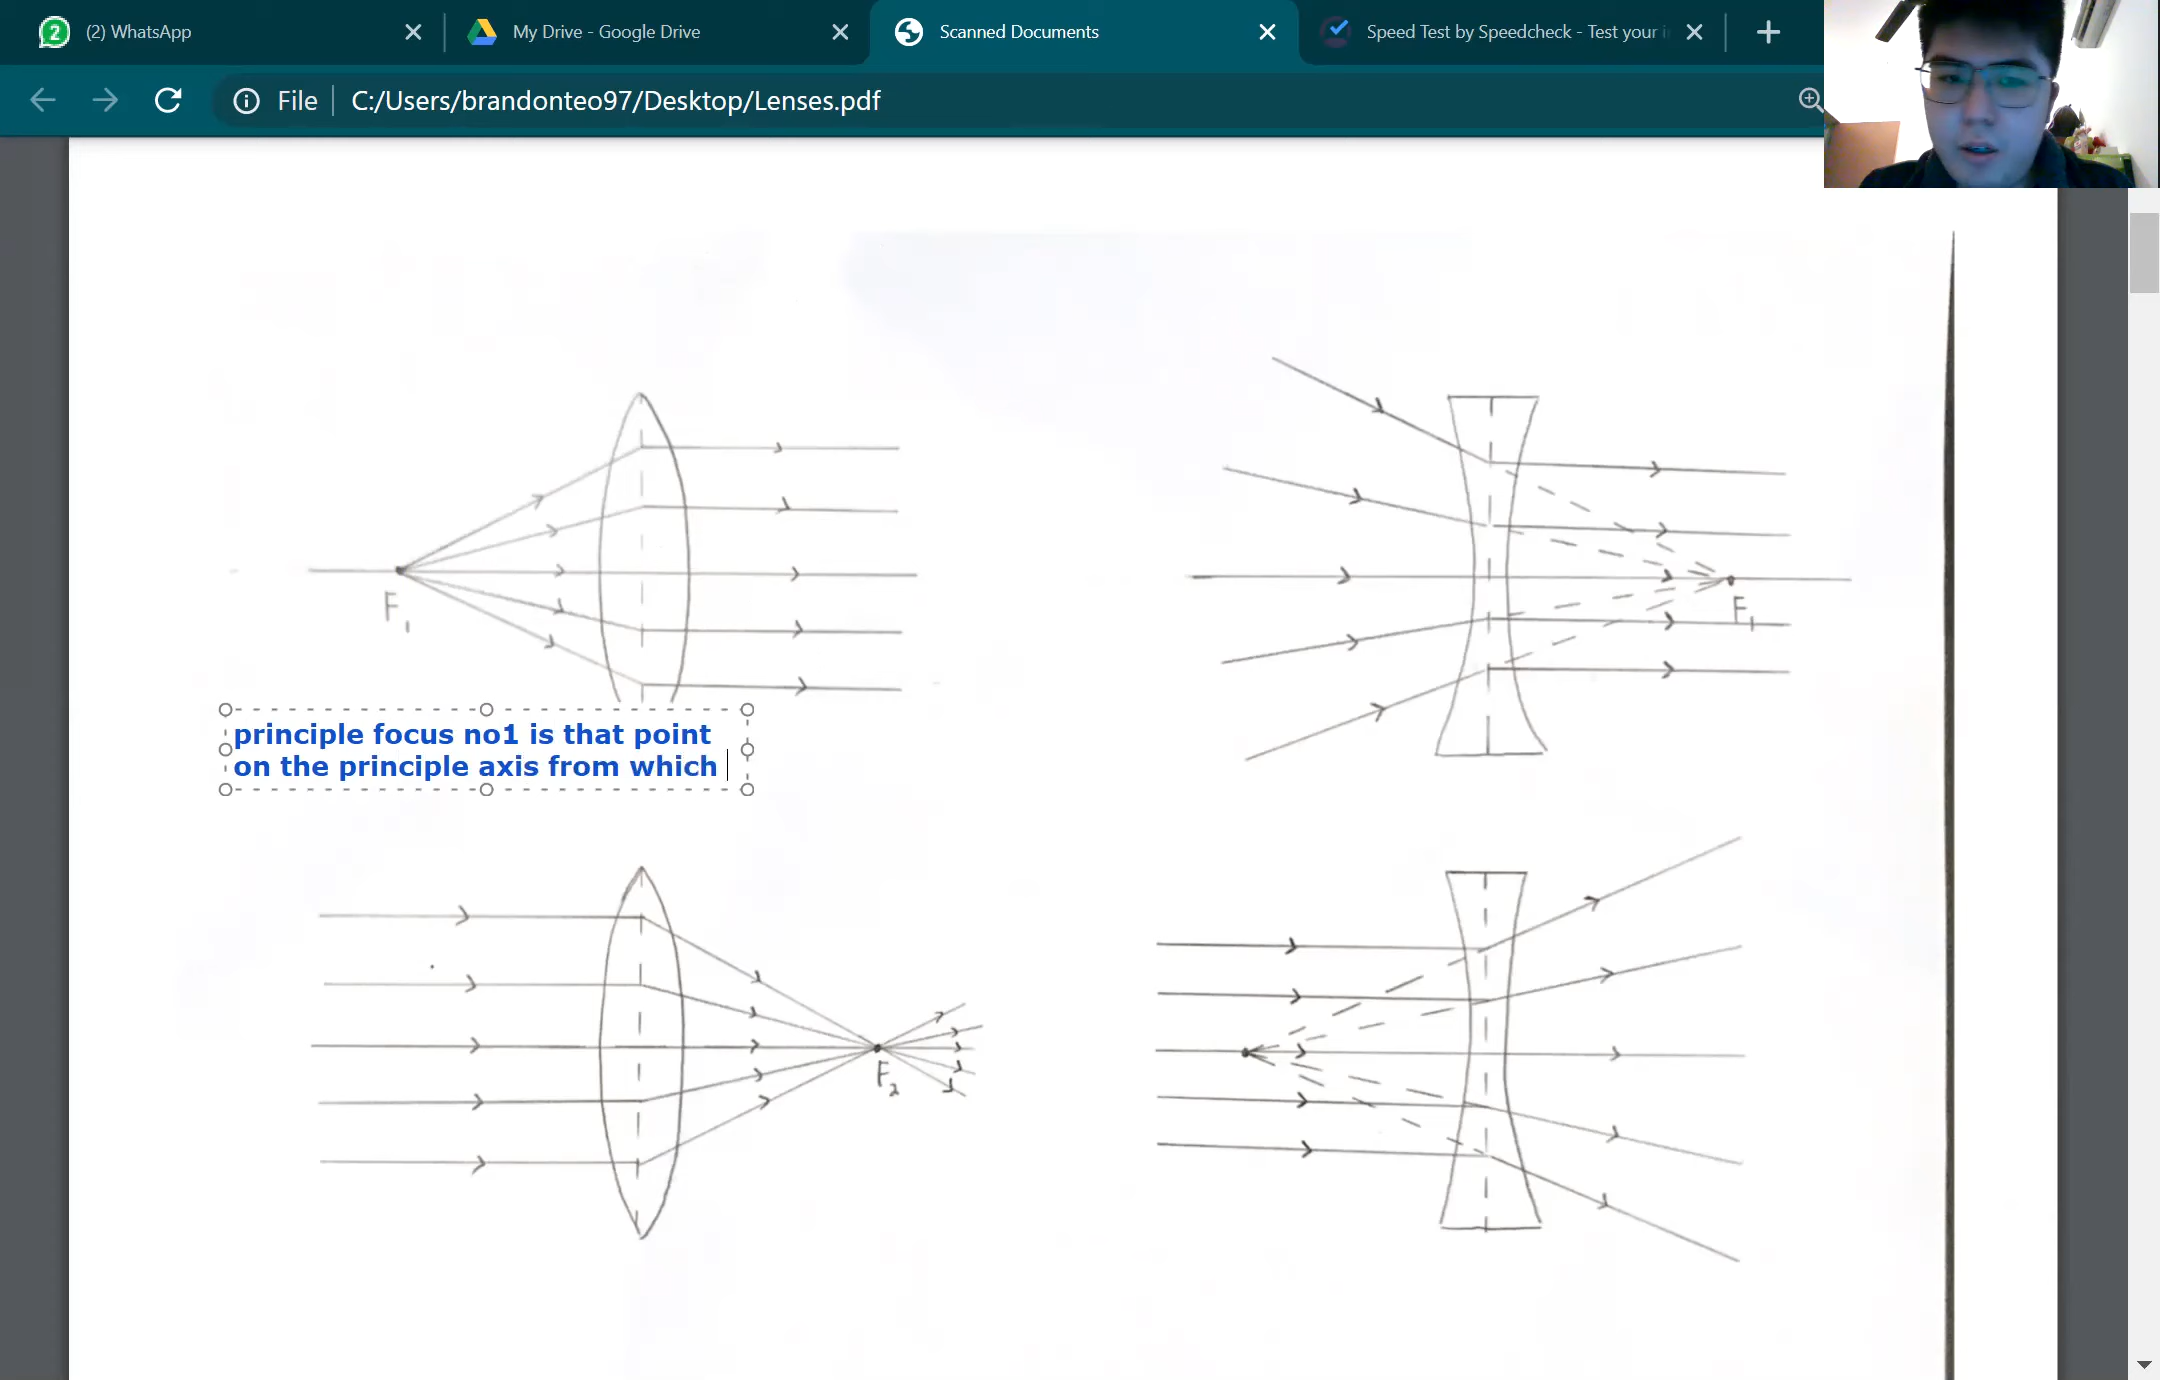 2
(2) WhatsApp
My Drive - Google Drive
Scanned Documents
Speed Test by Speedcheck - Test your i
File
C:/Users/brandonteo97/Desktop/Lenses.pdf
F1
F1
principle focus no1 is that point
on the principle axis from which
F2